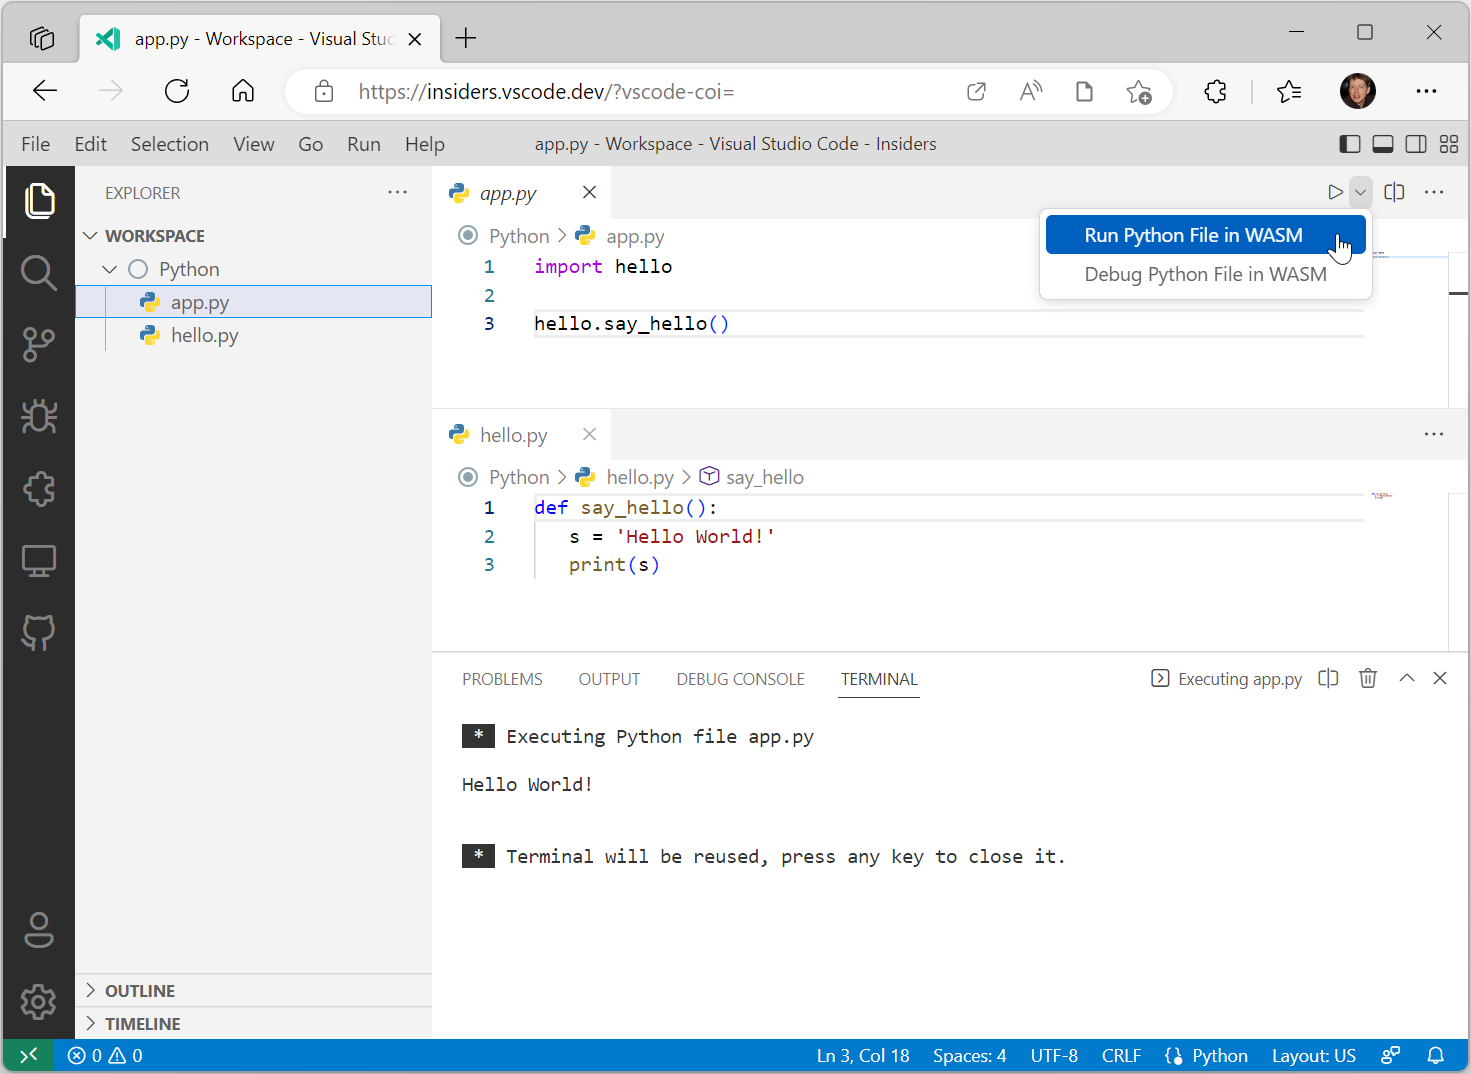 app.py - Workspace - Visual Stud
https://insiders.vscode.dev/?vscode-coi=
File Edit Selection View Go Run Help
app.py - Workspace - Visual Studio Code - Insiders
EXPLORER
WORKSPACE
Python
app.py
hello.py
OUTLINE
TIMELINE
app.py
Python > app.py
Run Python File in WASM
Debug Python File in WASM
1 import hello
2
3 hello.say_hello()
hello.py
Python > hello.py > say_hello
1 def say_hello():
2 s = 'Hello World!'
3 print(s)
PROBLEMS OUTPUT DEBUG CONSOLE TERMINAL
Executing app.py
* Executing Python file app.py
Hello World!
* Terminal will be reused, press any key to close it.
0 0
Ln 3, Col 18 Spaces: 4 UTF-8 CRLF Python Layout: US